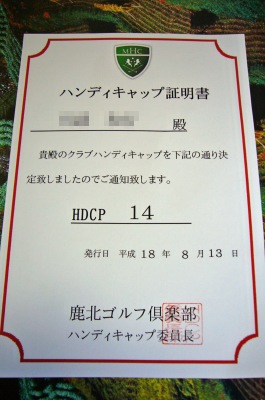 MHC
ハンディキャップ証明書
殿
貴殿のクラブハンディキャップを下記の通り決
定致しましたのでご通知致します。
HDCP 14
発行日 平成 18 年 8 月 13 日
鹿北ゴルフ倶楽部
ハンディキャップ委員長